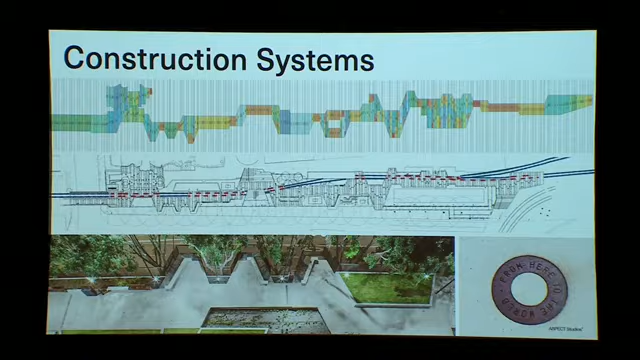 Construction Systems
FROM HERE TO THE WORLD
ASPECT Studios